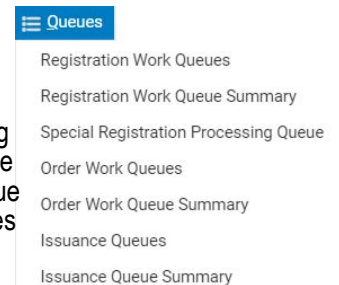 Queues
Registration Work Queues
Registration Work Queue Summary
Special Registration Processing Queue
Order Work Queues
Order Work Queue Summary
Issuance Queues
Issuance Queue Summary